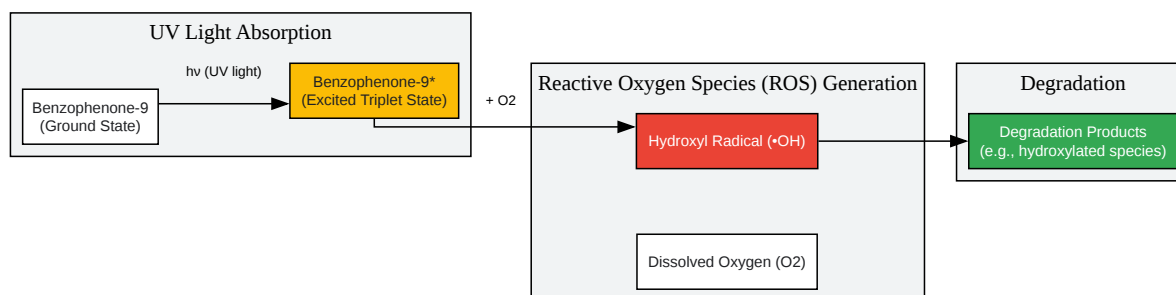 UV Light Absorption
hν (UV light)
Benzophenone-9
(Ground State)
Benzophenone-9*
(Excited Triplet State)
+ O2
Reactive Oxygen Species (ROS) Generation
Hydroxyl Radical (•OH)
Dissolved Oxygen (O2)
Degradation
Degradation Products
(e.g., hydroxylated species)